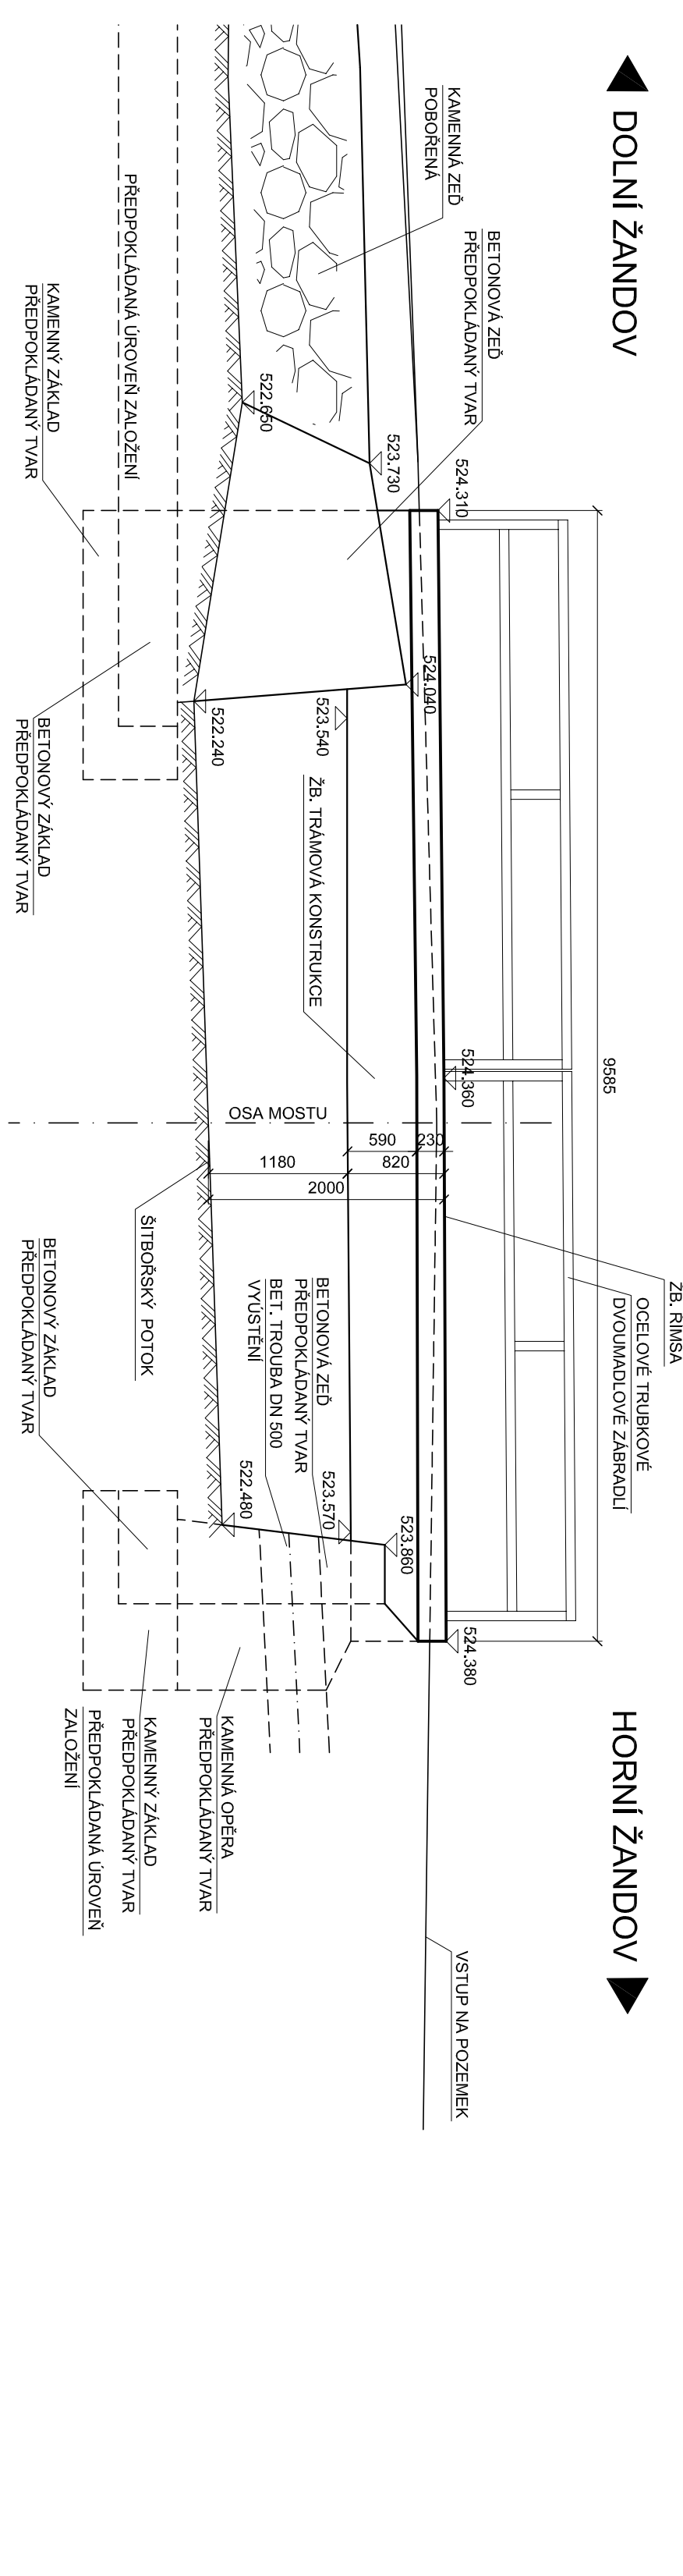 DOLNÍ ŽANDOV
HORNÍ ŽANDOV
ŽB. ŘÍMSA
OCELOVÉ TRUBKOVÉ
DVOUMADLOVÉ ZÁBRADLÍ
9585
KAMENNÁ ZEĎ
POBOŘENÁ
BETONOVÁ ZEĎ
PŘEDPOKLÁDANÝ TVAR
524.310
524.360
524.380
VSTUP NA POZEMEK
523.730
524.040
523.860
522.650
523.540
523.570
ŽB. TRÁMOVÁ KONSTRUKCE
590
230
820
1180
2000
OSA MOSTU
BETONOVÁ ZEĎ
PŘEDPOKLÁDANÝ TVAR
BET. TROUBA DN 500
VYÚSTĚNÍ
522.240
522.480
KAMENNÁ OPĚRA
PŘEDPOKLÁDANÝ TVAR
PŘEDPOKLÁDANÁ ÚROVEŇ ZALOŽENÍ
ŠITBOŘSKÝ POTOK
KAMENNÝ ZÁKLAD
PŘEDPOKLÁDANÝ TVAR
PŘEDPOKLÁDANÁ ÚROVEŇ
ZALOŽENÍ
KAMENNÝ ZÁKLAD
PŘEDPOKLÁDANÝ TVAR
BETONOVÝ ZÁKLAD
PŘEDPOKLÁDANÝ TVAR
BETONOVÝ ZÁKLAD
PŘEDPOKLÁDANÝ TVAR